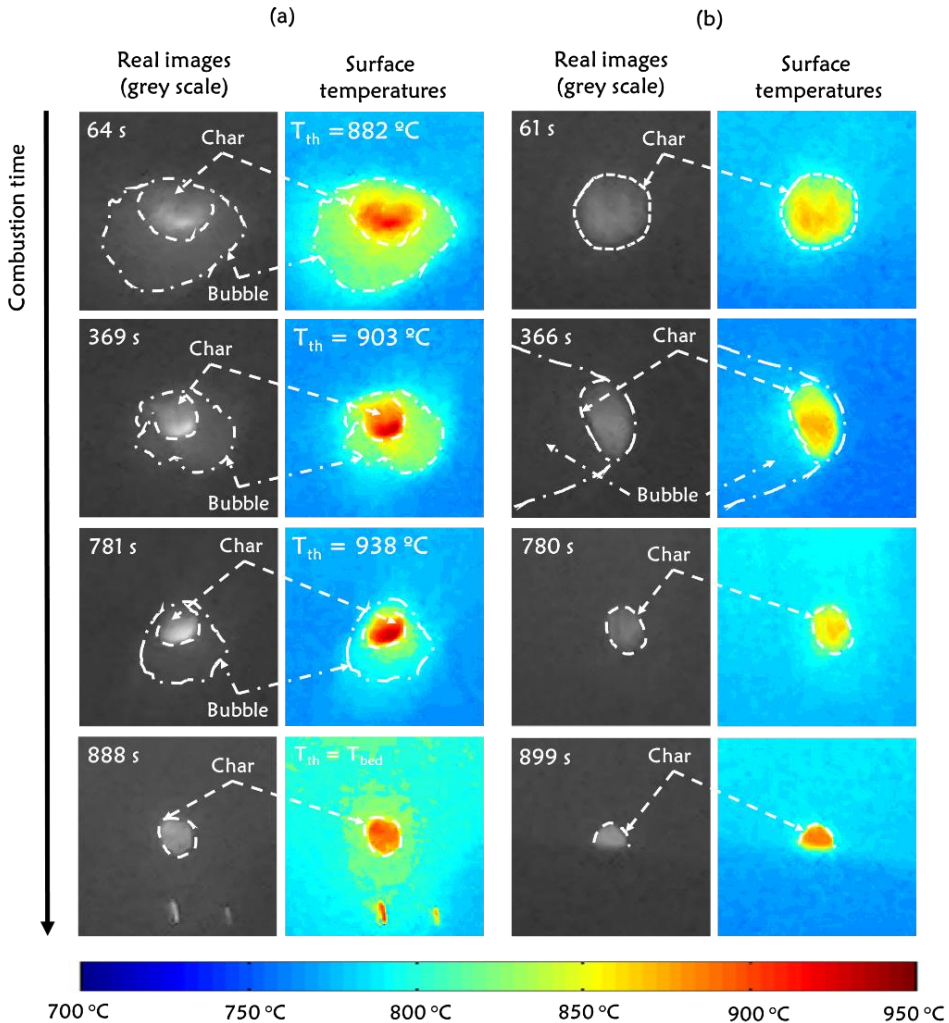 (a)
(b)
Real images
(grey scale)
Surface
temperatures
Real images
(grey scale)
Surface
temperatures
Combustion time
64 s
Char
Bubble
T_th = 882 ºC
61 s
Char
369 s
Char
Bubble
T_th = 903 ºC
366 s
Char
Bubble
781 s
Char
Bubble
T_th = 938 ºC
780 s
Char
888 s
Char
T_th = T_bed
899 s
Char
700 ºC 750 ºC 800 ºC 850 ºC 900 ºC 950 ºC